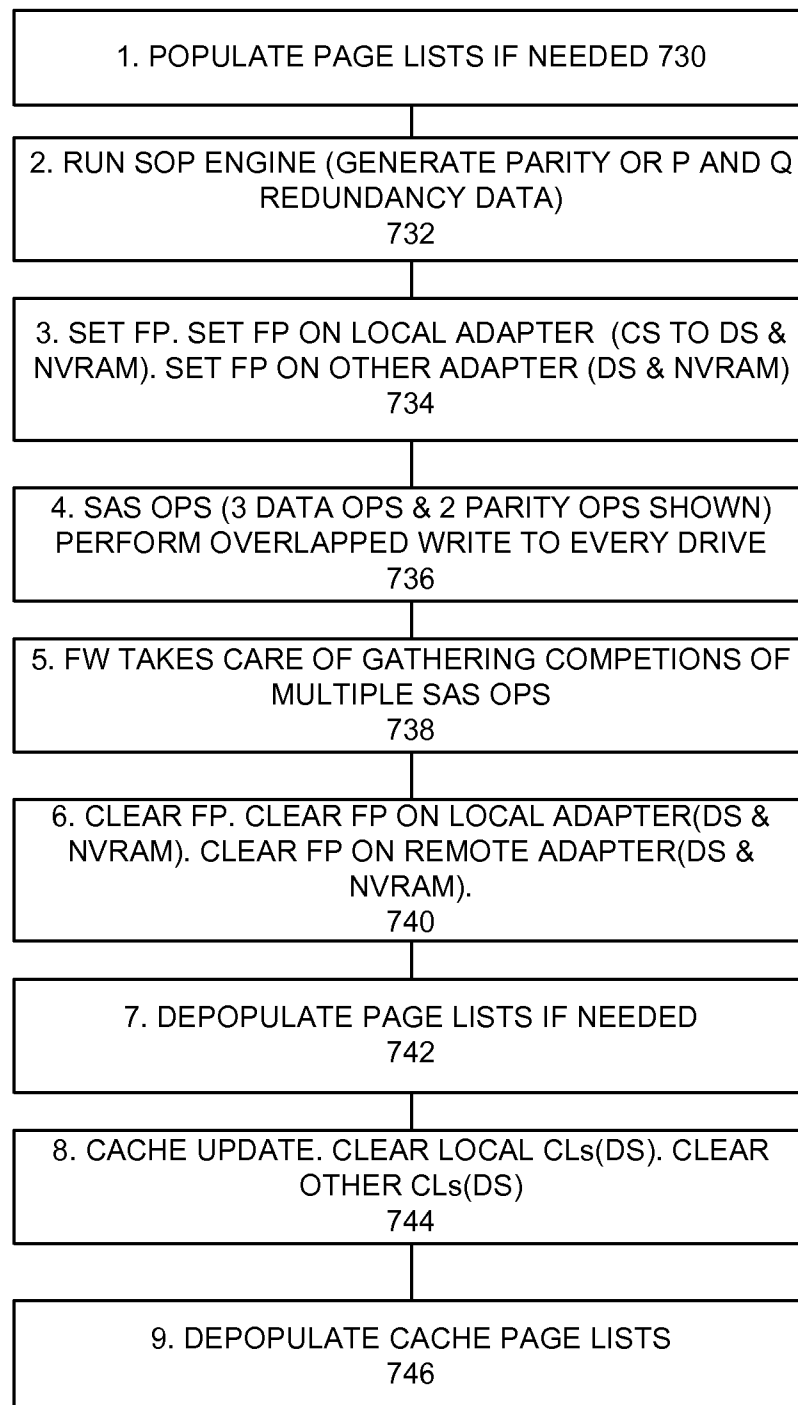 1. POPULATE PAGE LISTS IF NEEDED 730
2. RUN SOP ENGINE (GENERATE PARITY OR P AND Q
REDUNDANCY DATA)
732
3. SET FP. SET FP ON LOCAL ADAPTER (CS TO DS &
NVRAM). SET FP ON OTHER ADAPTER (DS & NVRAM)
734
4. SAS OPS (3 DATA OPS & 2 PARITY OPS SHOWN)
PERFORM OVERLAPPED WRITE TO EVERY DRIVE
736
5. FW TAKES CARE OF GATHERING COMPETIONS OF
MULTIPLE SAS OPS
738
6. CLEAR FP. CLEAR FP ON LOCAL ADAPTER(DS &
NVRAM). CLEAR FP ON REMOTE ADAPTER(DS &
NVRAM).
740
7. DEPOPULATE PAGE LISTS IF NEEDED
742
8. CACHE UPDATE. CLEAR LOCAL CLs(DS). CLEAR
OTHER CLs(DS)
744
9. DEPOPULATE CACHE PAGE LISTS
746